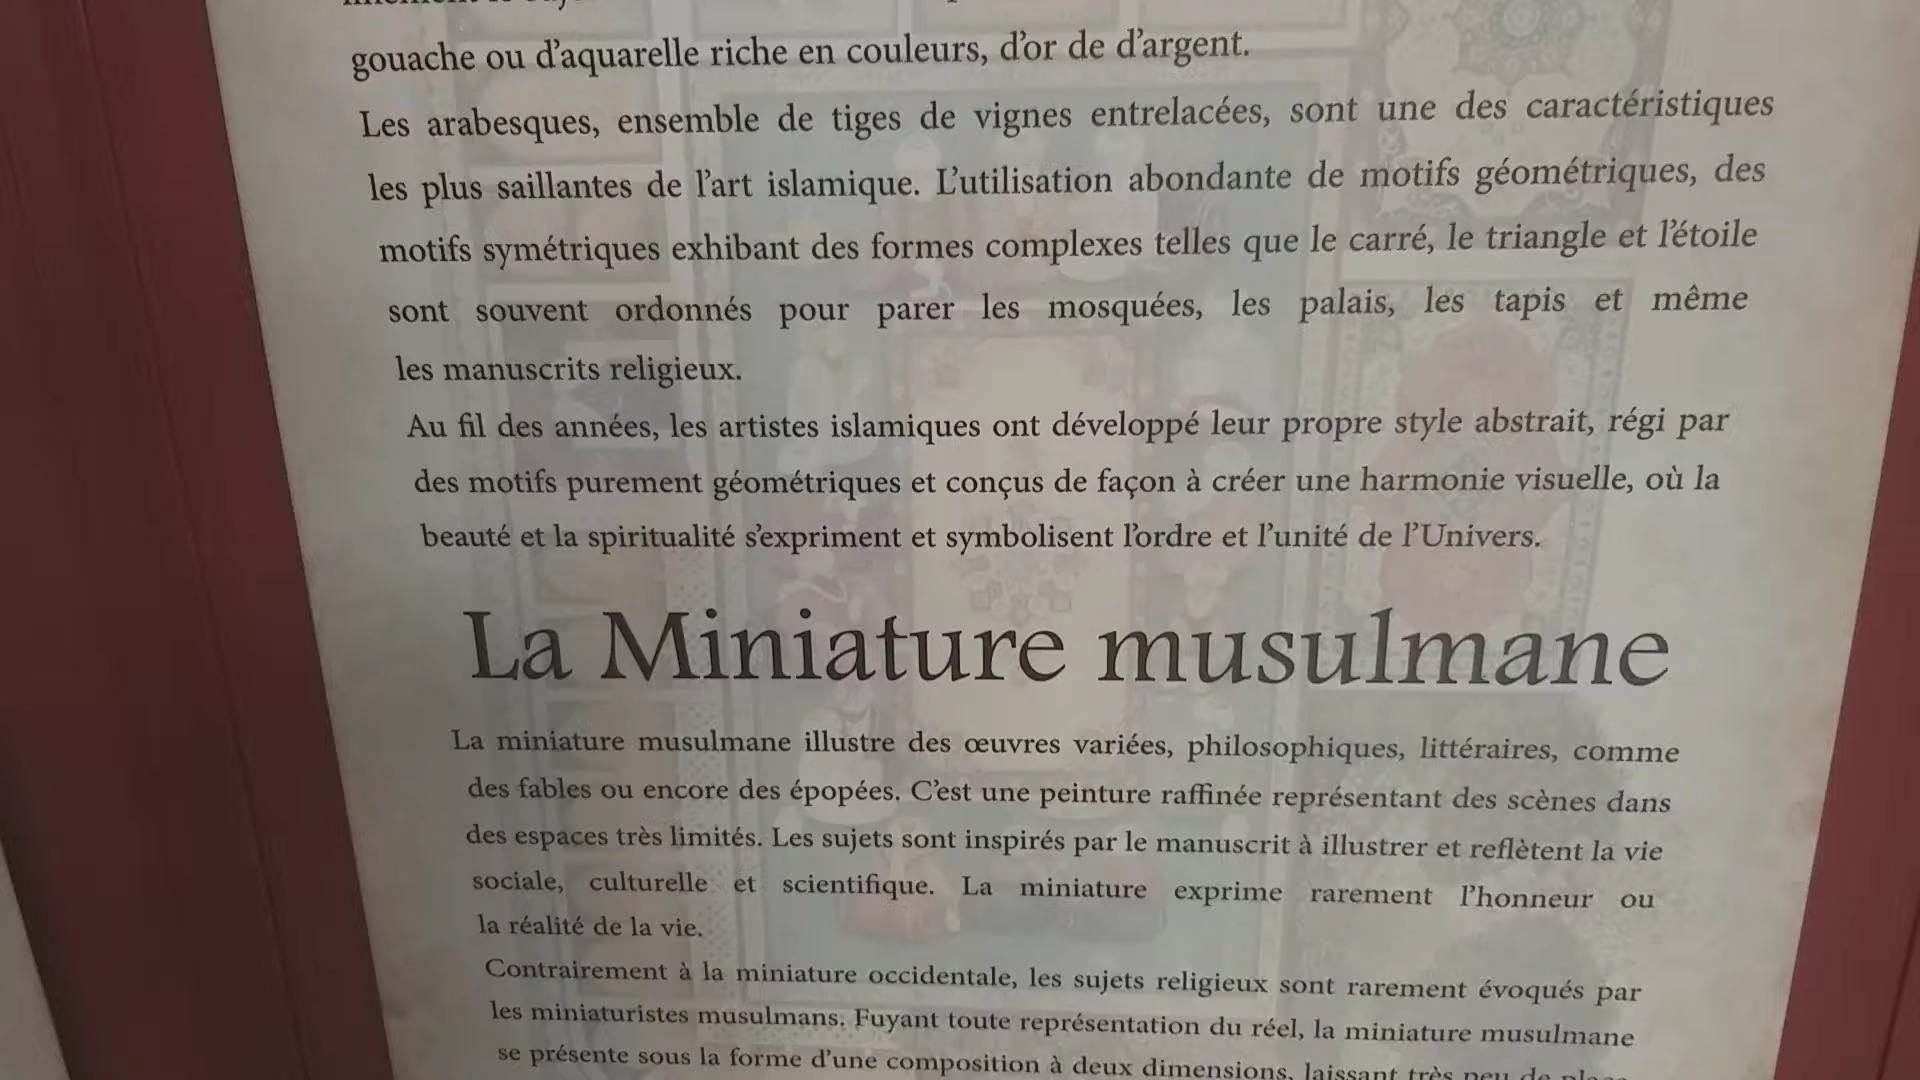 gouache ou d'aquarelle riche en couleurs, d'or de d'argent.
Les arabesques, ensemble de tiges de vignes entrelacées, sont une des caractéristiques
les plus saillantes de l'art islamique. L'utilisation abondante de motifs géométriques, des
motifs symétriques exhibant des formes complexes telles que le carré, le triangle et l'étoile
sont souvent ordonnés pour parer les mosquées, les palais, les tapis et même
les manuscrits religieux.
Au fil des années, les artistes islamiques ont développé leur propre style abstrait, régi par
des motifs purement géométriques et conçus de façon à créer une harmonie visuelle, où la
beauté et la spiritualité s'expriment et symbolisent l'ordre et l'unité de l'Univers.
La Miniature musulmane
La miniature musulmane illustre des œuvres variées, philosophiques, littéraires, comme
des fables ou encore des épopées. C'est une peinture raffinée représentant des scènes dans
des espaces très limités. Les sujets sont inspirés par le manuscrit à illustrer et reflètent la vie
sociale, culturelle et scientifique. La miniature exprime rarement l'honneur ou
la réalité de la vie.
Contrairement à la miniature occidentale, les sujets religieux sont rarement évoqués par
les miniaturistes musulmans. Fuyant toute représentation du réel, la miniature musulmane
se présente sous la forme d'une composition à deux dimensions, laissant très peu de